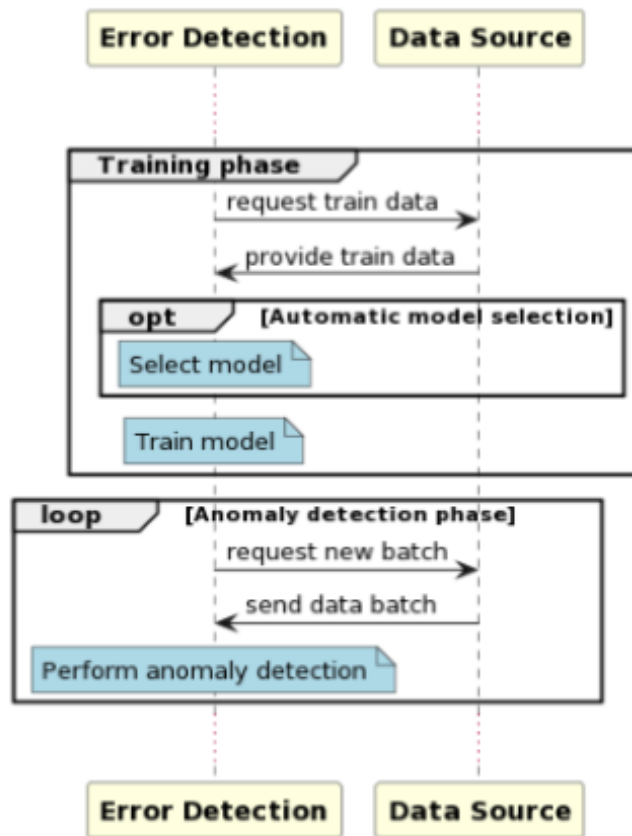 Error Detection
Data Source
Training phase
request train data
provide train data
opt
[Automatic model selection]
Select model
Train model
loop
[Anomaly detection phase]
request new batch
send data batch
Perform anomaly detection
Error Detection
Data Source